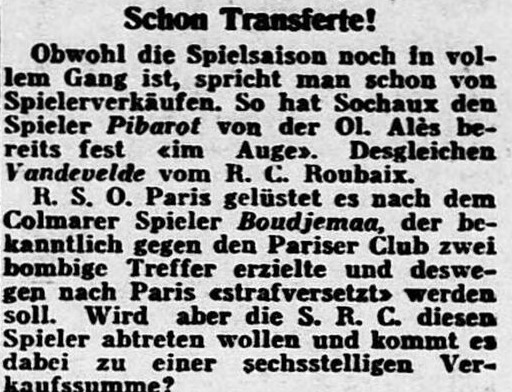 Schon Transferte!
Obwohl die Spielsaison noch in vol-
lem Gang ist, spricht man schon von
Spielerverkäufen. So hat Sochaux den
Spieler Pibarot von der Ol. Alès be-
reits fest «im Auge». Desgleichen
Vandevelde vom R. C. Roubaix.
R. S. O. Paris gelüstet es nach dem
Colmarer Spieler Boudjemaa, der be-
kanntlich gegen den Pariser Club zwei
bombige Treffer erzielte und deswe-
gen nach Paris «strafversetzt» werden
soll. Wird aber die S. R. C. diesen
Spieler abtreten wollen und kommt es
dabei zu einer sechsstelligen Ver-
kaufssumme?